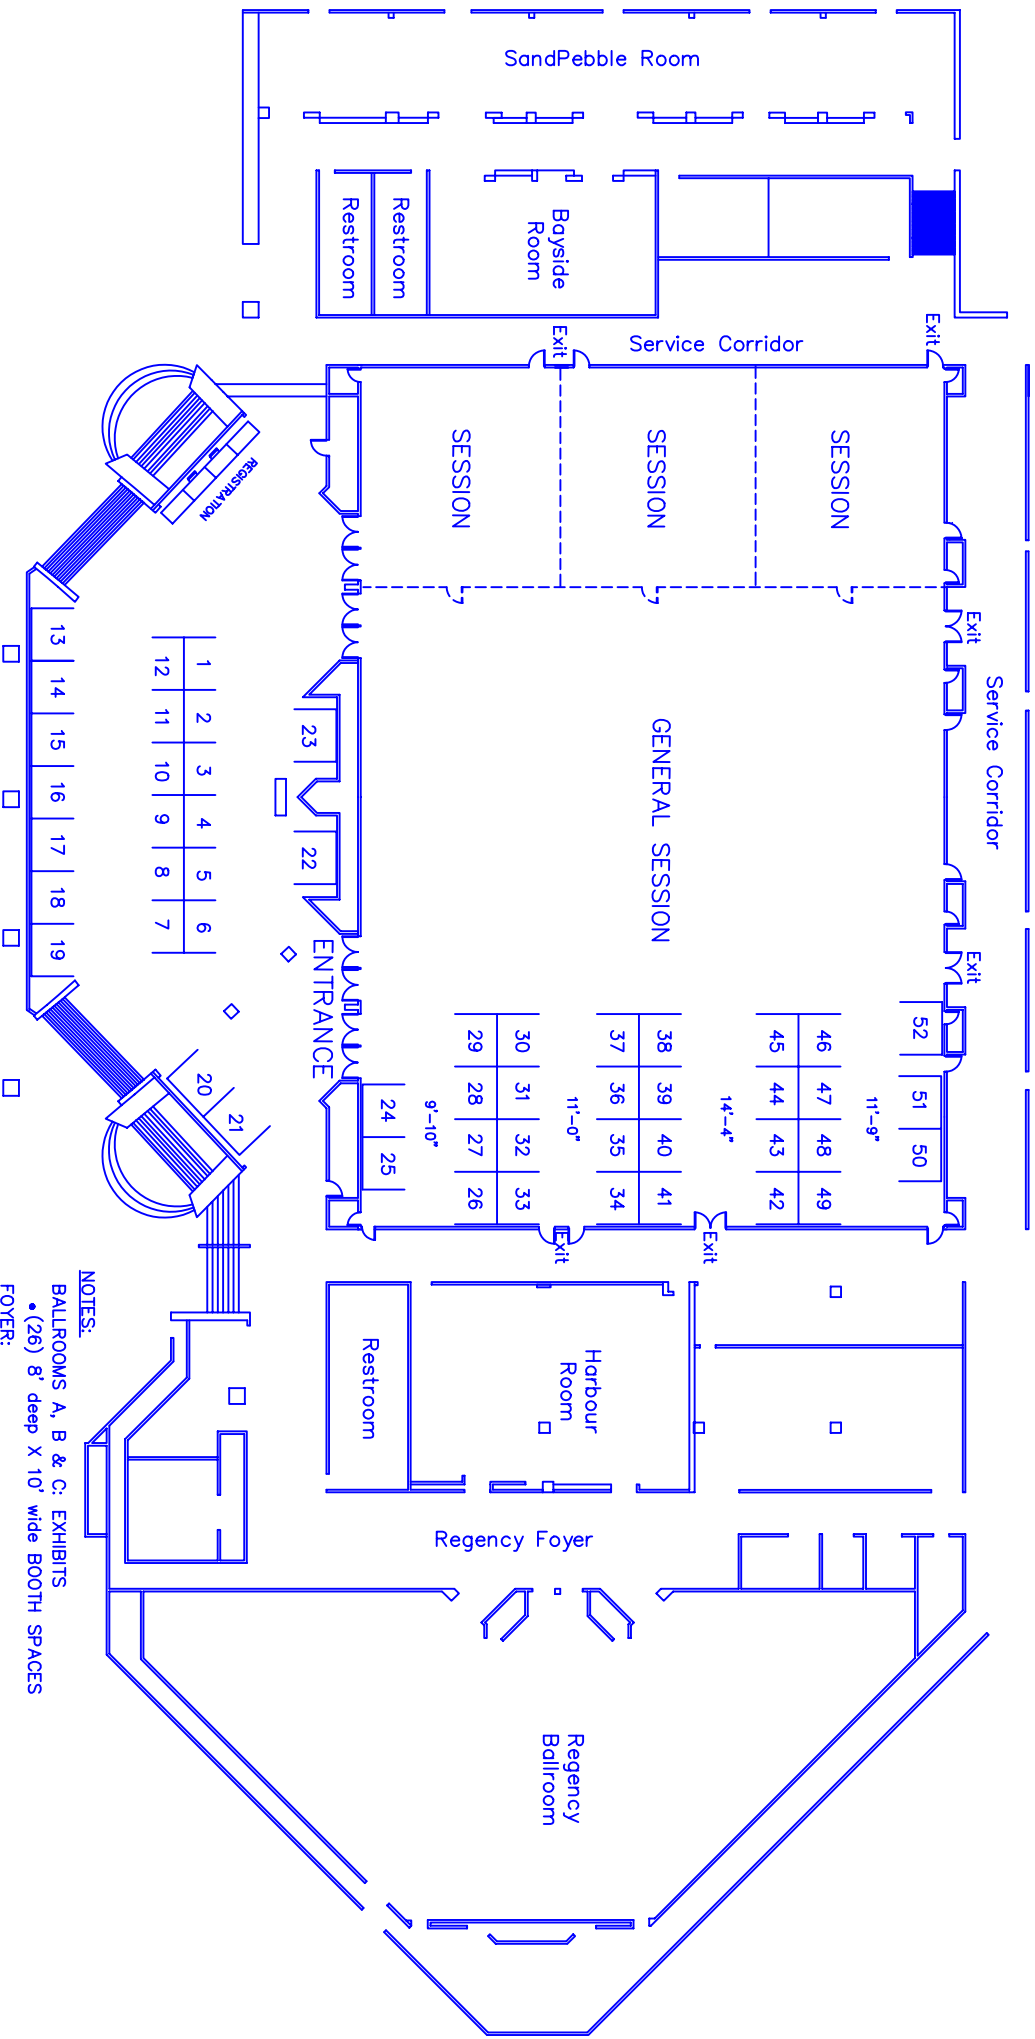 SandPebble Room
Restroom
Restroom
Bayside
Room
Exit
Service Corridor
Exit
REGISTRATION
SESSION
SESSION
SESSION
Exit
Service Corridor
13
14
15
16
17
18
19
12
11
10
9
8
7
1
2
3
4
5
6
23
22
GENERAL SESSION
ENTRANCE
Exit
20
21
24
25
9'-10"
29
28
27
26
30
31
32
33
11'-0"
37
36
35
34
38
39
40
41
14'-4"
45
44
43
42
46
47
48
49
11'-9"
52
51
50
Exit
Exit
Restroom
Harbour
Room
Regency Foyer
Regency
Ballroom
NOTES:
BALLROOMS A, B & C: EXHIBITS
• (26) 8' deep X 10' wide BOOTH SPACES
FOYER: